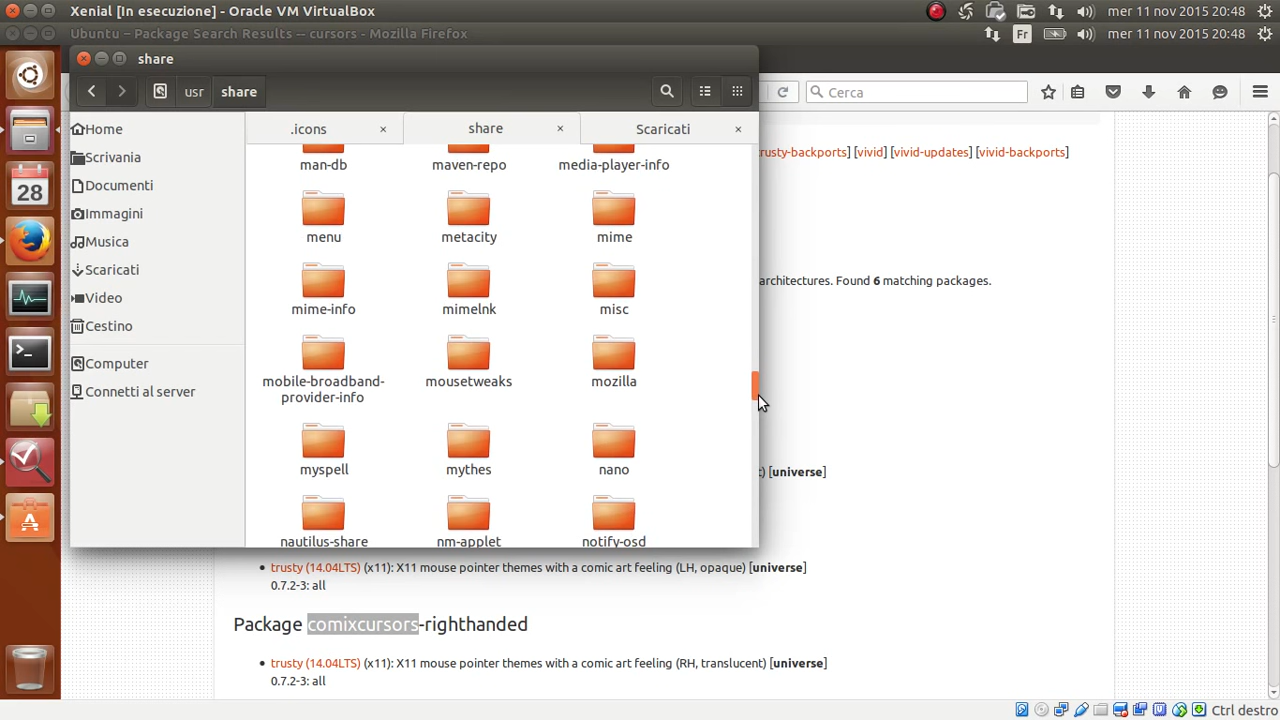 Xenial [In esecuzione] - Oracle VM VirtualBox
mer 11 nov 2015 20:48
Ubuntu – Package Search Results -- cursors - Mozilla Firefox
Fr
mer 11 nov 2015 20:48
share
usr
share
Cerca
Home
Scrivania
Documenti
Immagini
Musica
Scaricati
Video
Cestino
Computer
Connetti al server
28
.icons
share
Scaricati
man-db
maven-repo
media-player-info
menu
metacity
mime
mime-info
mimelnk
misc
mobile-broadband-
provider-info
mousetweaks
mozilla
myspell
mythes
nano
nautilus-share
nm-applet
notify-osd
trusty-backports] [vivid] [vivid-updates] [vivid-backports]
architectures. Found 6 matching packages.
) [universe]
trusty (14.04LTS) (x11): X11 mouse pointer themes with a comic art feeling (LH, opaque) [universe]
0.7.2-3: all
Package comixcursors-righthanded
trusty (14.04LTS) (x11): X11 mouse pointer themes with a comic art feeling (RH, translucent) [universe]
0.7.2-3: all
Ctrl destro